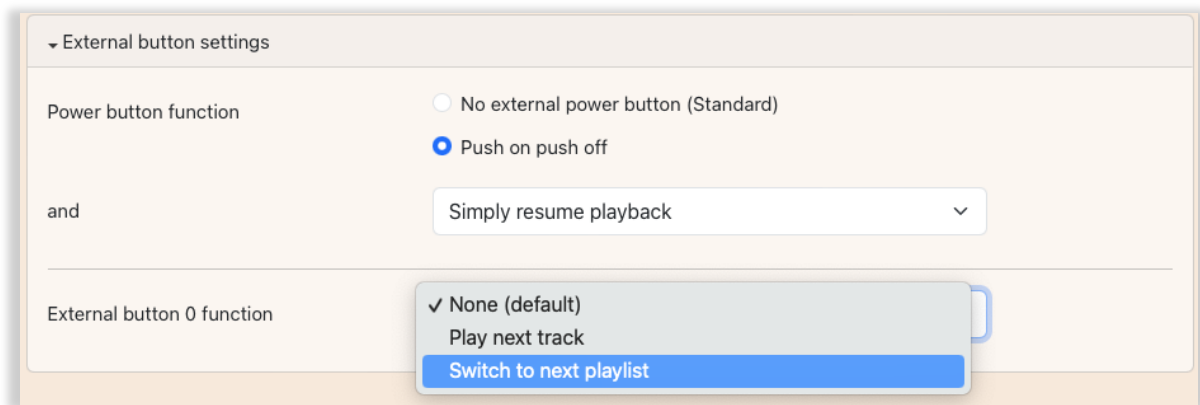 External button settings
Power button function
No external power button (Standard)
Push on push off
and
Simply resume playback
External button 0 function
✓ None (default)
Play next track
Switch to next playlist